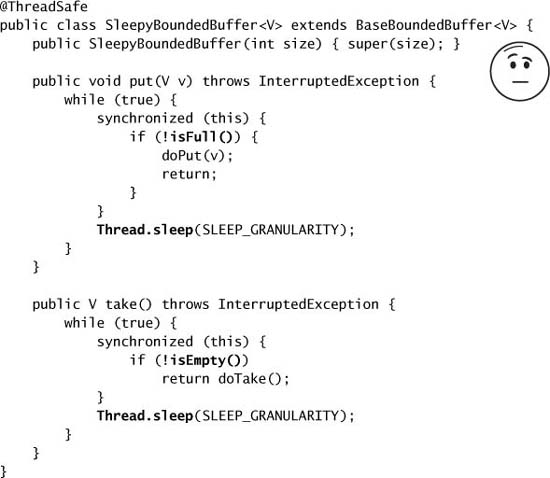 @ThreadSafe
public class SleepyBoundedBuffer<V> extends BaseBoundedBuffer<V> {
    public SleepyBoundedBuffer(int size) { super(size); }

    public void put(V v) throws InterruptedException {
        while (true) {
            synchronized (this) {
                if (!isFull()) {
                    doPut(v);
                    return;
                }
            }
            Thread.sleep(SLEEP_GRANULARITY);
        }
    }

    public V take() throws InterruptedException {
        while (true) {
            synchronized (this) {
                if (!isEmpty())
                    return doTake();
            }
            Thread.sleep(SLEEP_GRANULARITY);
        }
    }
}